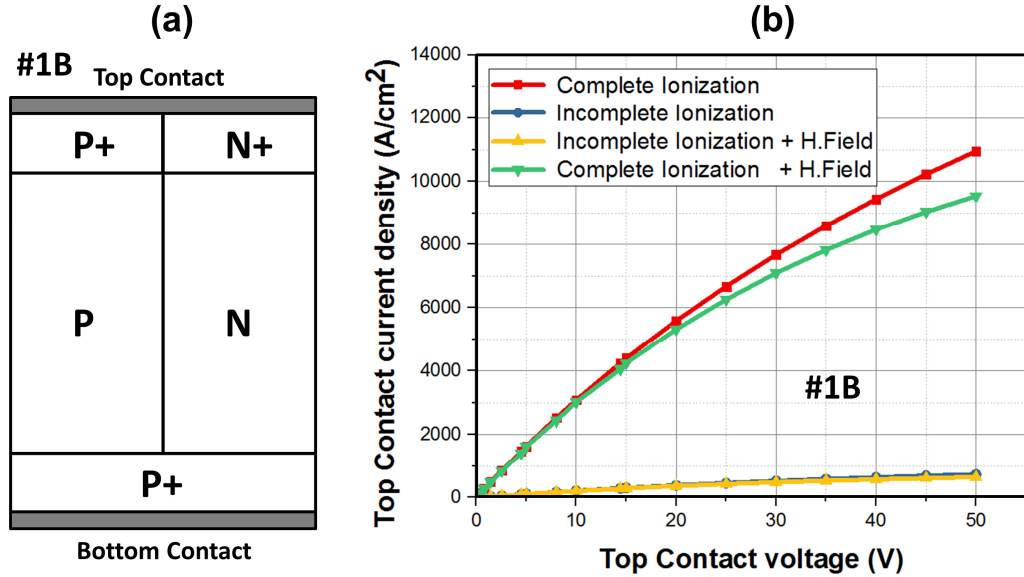 (a)
#1B
Top Contact
P+
N+
P
N
P+
Bottom Contact
(b)
Top Contact current density (A/cm2)
14000
12000
10000
8000
6000
4000
2000
0
Complete Ionization
Incomplete Ionization
Incomplete Ionization + H.Field
Complete Ionization + H.Field
#1B
0
10
20
30
40
50
Top Contact voltage (V)